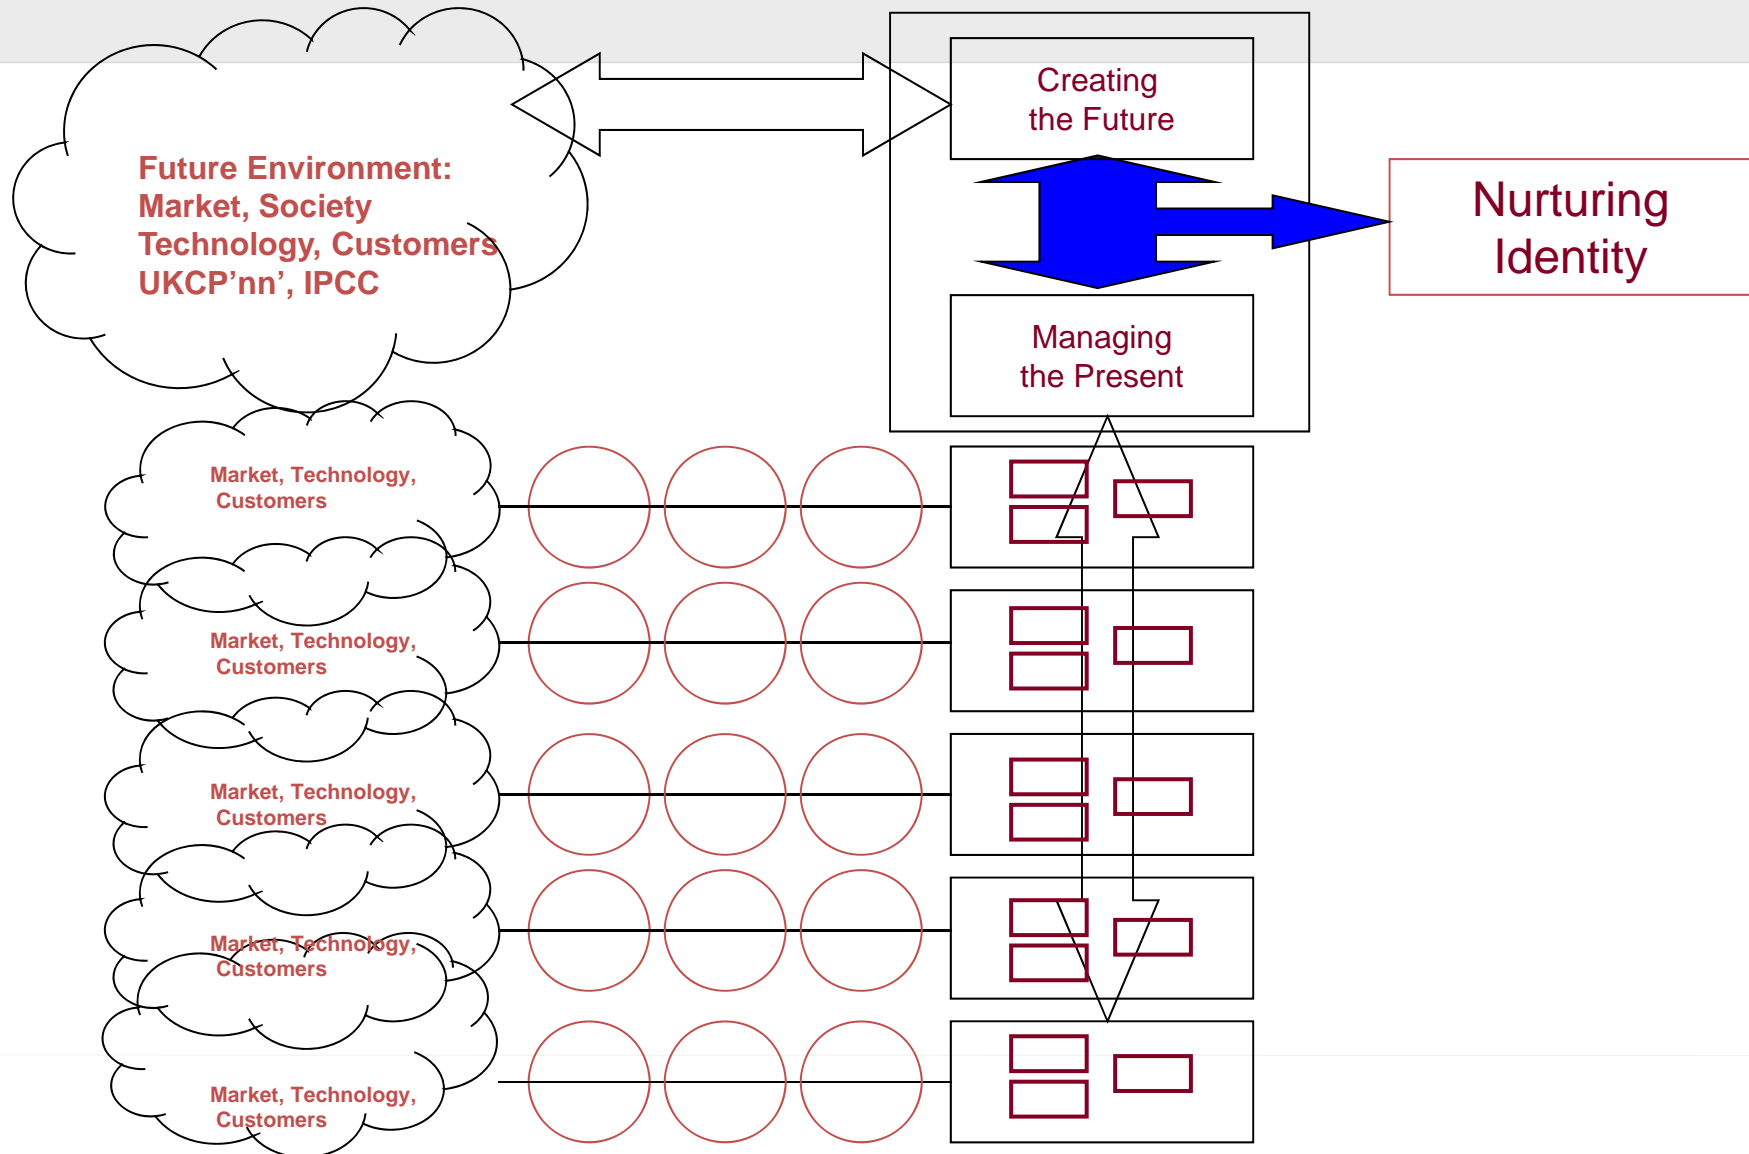 Creating
the Future
Future Environment:
Market, Society
Technology, Customers
UKCP’nn’, IPCC
Nurturing
Identity
Managing
the Present
Market, Technology,
Customers
Market, Technology,
Customers
Market, Technology,
Customers
Market, Technology,
Customers
Market, Technology,
Customers